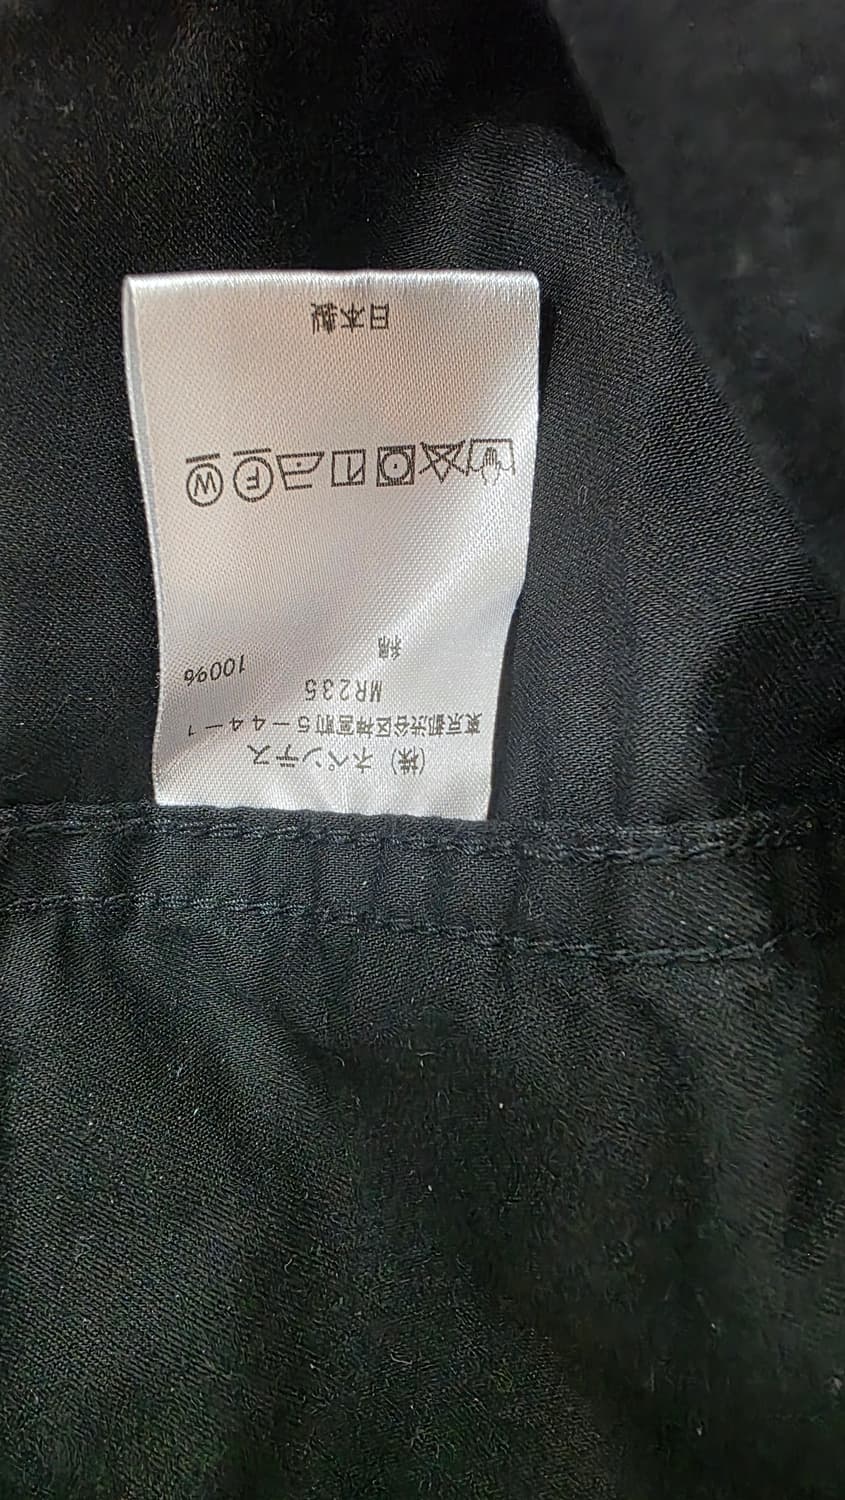 (株) ネペンテス
東京都渋谷区神宮前5-44-1
MR235
綿 100%
W F
日本製